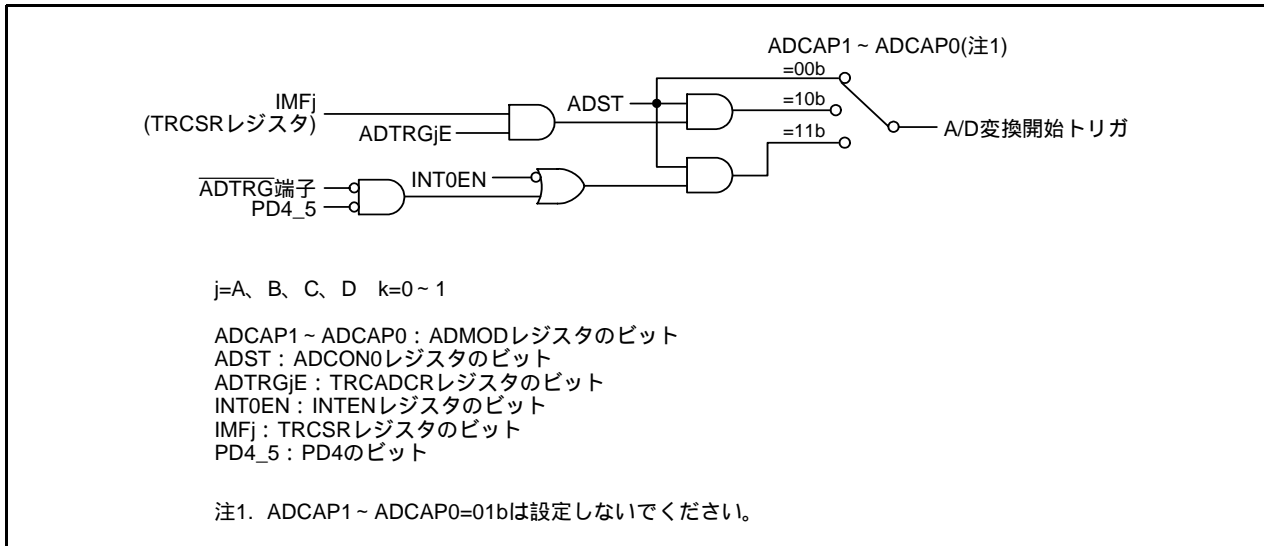 ADCAP1 ~ ADCAP0(注1)
=00b
IMFj
(TRCSRレジスタ)
ADTRGjE
ADST
=10b
=11b
A/D変換開始トリガ
ADTRG端子
PD4_5
INT0EN
j=A、B、C、D k=0 ~ 1
ADCAP1 ~ ADCAP0:ADMODレジスタのビット
ADST:ADCON0レジスタのビット
ADTRGjE:TRCADCRレジスタのビット
INT0EN:INTENレジスタのビット
IMFj:TRCSRレジスタのビット
PD4_5:PD4のビット
注1. ADCAP1 ~ ADCAP0=01bは設定しないでください。